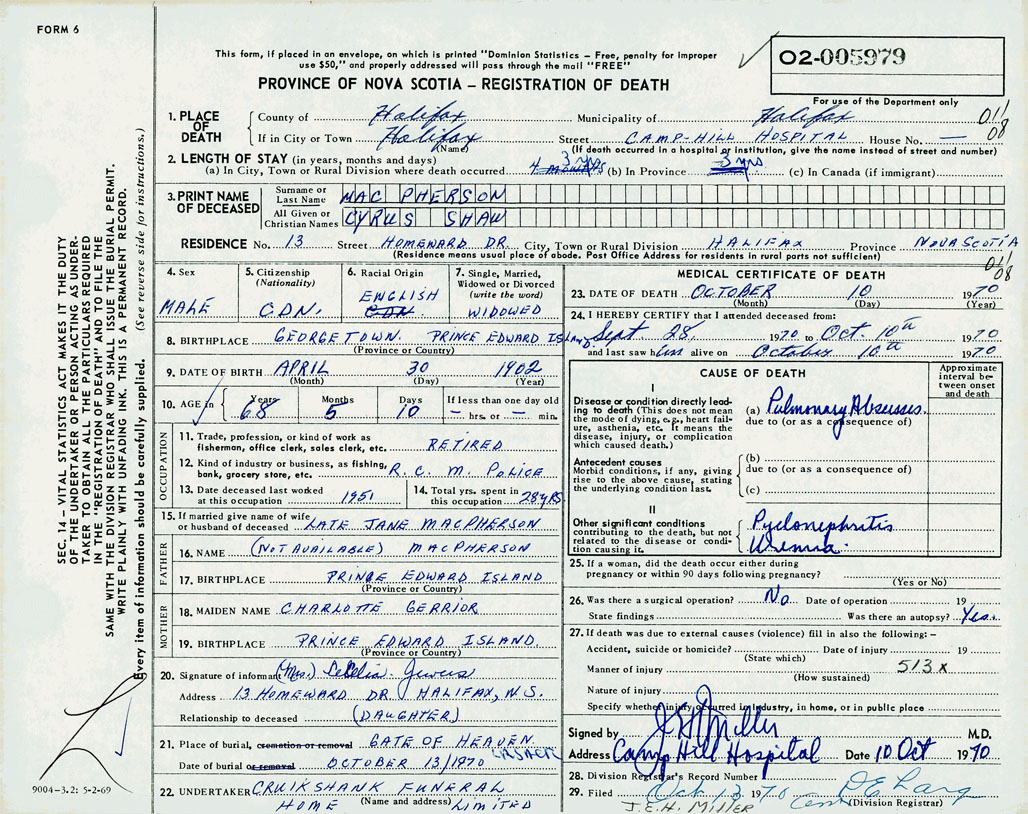 FORM 6
This form, if placed in an envelope, on which is printed "Dominion Statistics – Free, penalty for improper
use $50," and properly addressed will pass through the mail "FREE"
O2-005979
PROVINCE OF NOVA SCOTIA – REGISTRATION OF DEATH
For use of the Department only
1. PLACE OF DEATH
County of Halifax Municipality of Halifax 01/08
If in City or Town Halifax Street CAMP-HILL HOSPITAL House No. —
(Name) (If death occurred in a hospital or institution, give the name instead of street and number)
2. LENGTH OF STAY (in years, months and days)
(a) In City, Town or Rural Division where death occurred 4 months 3 yrs (b) In Province 3 yrs (c) In Canada (if immigrant)
3. PRINT NAME OF DECEASED
Surname or Last Name MAC PHERSON
All Given or Christian Names CYRUS SHAW
RESIDENCE No. 13 Street HOMEWARD DR. City, Town or Rural Division HALIFAX Province NOVA SCOTIA
(Residence means usual place of abode. Post Office Address for residents in rural parts not sufficient) 01/08
4. Sex
MALE
5. Citizenship
(Nationality)
CDN.
6. Racial Origin
ENGLISH
CDN
7. Single, Married,
Widowed or Divorced
(write the word)
WIDOWED
8. BIRTHPLACE GEORGETOWN. PRINCE EDWARD ISLAND
(Province or Country)
9. DATE OF BIRTH APRIL 30 1902
(Month) (Day) (Year)
10. AGE in Years 68 Months 5 Days 10 If less than one day old — hrs. or — min.
OCCUPATION
11. Trade, profession, or kind of work as
fisherman, office clerk, sales clerk, etc. RETIRED
12. Kind of industry or business, as fishing,
bank, grocery store, etc. R. C. M. POLICE
13. Date deceased last worked
at this occupation 1951
14. Total yrs. spent in
this occupation 28 YRS
15. If married give name of wife
or husband of deceased LATE JANE MACPHERSON
FATHER
16. NAME (NOT AVAILABLE) MACPHERSON
17. BIRTHPLACE PRINCE EDWARD ISLAND
(Province or Country)
MOTHER
18. MAIDEN NAME CHARLOTTE GERRIOR
19. BIRTHPLACE PRINCE EDWARD ISLAND.
(Province or Country)
20. Signature of informant (Mrs.)
Address 13 HOMEWARD DR. HALIFAX, N.S.
Relationship to deceased (DAUGHTER)
21. Place of burial, cremation or removal GATE OF HEAVEN
Date of burial or removal OCTOBER 13/1970
22. UNDERTAKER CRUIKSHANK FUNERAL
HOME (Name and address) LIMITED
MEDICAL CERTIFICATE OF DEATH
23. DATE OF DEATH OCTOBER 10 1970
(Month) (Day) (Year)
24. I HEREBY CERTIFY that I attended deceased from:
Sept 28, 1970 to Oct. 10th 1970
and last saw him alive on October 10th 1970
CAUSE OF DEATH
Approximate
interval be-
tween onset
and death
I
Disease or condition directly lead-
ing to death (This does not mean
the mode of dying, e.g., heart fail-
ure, asthenia, etc. It means the
disease, injury, or complication
which caused death.)
(a) Pulmonary Abscesses.
due to (or as a consequence of)
Antecedent causes
Morbid conditions, if any, giving
rise to the above cause, stating
the underlying condition last.
(b)
due to (or as a consequence of)
(c)
II
Other significant conditions
contributing to the death, but not
related to the disease or condi-
tion causing it.
Pyelonephritis
Uremia.
25. If a woman, did the death occur either during
pregnancy or within 90 days following pregnancy?
(Yes or No)
26. Was there a surgical operation? No Date of operation 19
State findings Was there an autopsy? Yes.
27. If death was due to external causes (violence) fill in also the following:–
Accident, suicide or homicide? Date of injury 19
(State which)
Manner of injury 513 x
(How sustained)
Nature of injury
Specify whether injury occurred in industry, in home, or in public place
Signed by J.E.H. Miller M.D.
Address Camp Hill Hospital Date 10 Oct 1970
28. Division Registrar's Record Number
29. Filed Oct 13 1970
J.E.H. MILLER (Division Registrar)
SEC. 14 – VITAL STATISTICS ACT MAKES IT THE DUTY
OF THE UNDERTAKER OR PERSON ACTING AS UNDER-
TAKER TO OBTAIN ALL THE PARTICULARS REQUIRED
IN THE "REGISTRATION OF DEATH" AND TO FILE THE
SAME WITH THE DIVISION REGISTRAR WHO SHALL ISSUE THE BURIAL PERMIT.
WRITE PLAINLY WITH UNFADING INK. THIS IS A PERMANENT RECORD.
Every item of information should be carefully supplied. (See reverse side for instructions.)
9004–3.2: 5-2-69